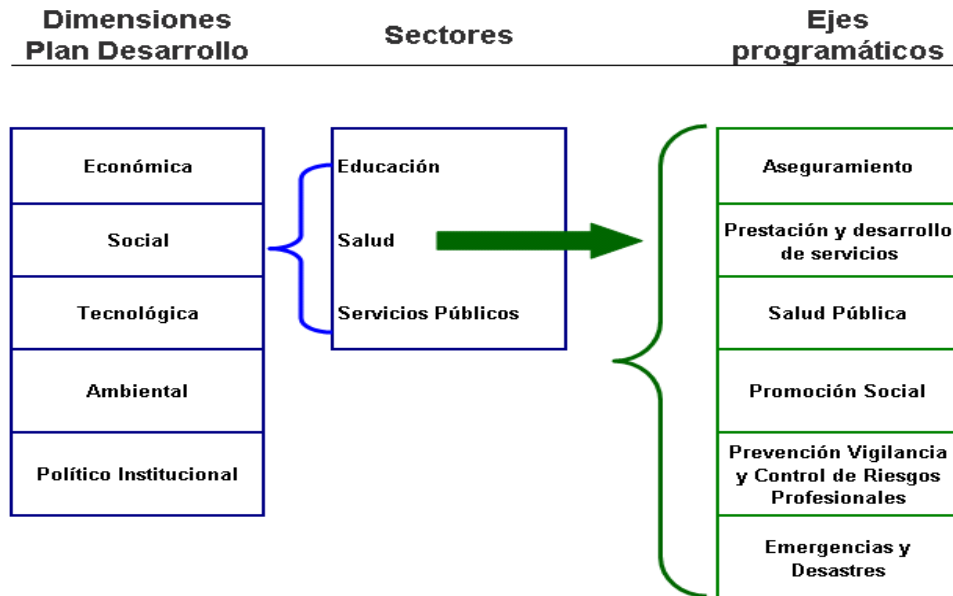 Dimensiones
Plan Desarrollo
Sectores
Ejes
programáticos
Económica
Social
Tecnológica
Ambiental
Político Institucional
Educación
Salud
Servicios Públicos
Aseguramiento
Prestación y desarrollo
de servicios
Salud Pública
Promoción Social
Prevención Vigilancia
y Control de Riesgos
Profesionales
Emergencias y
Desastres